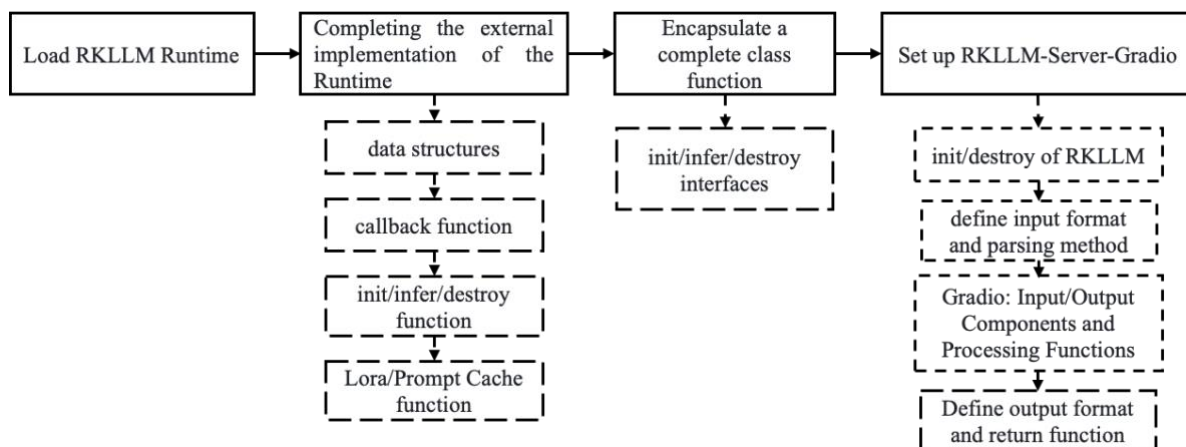 Load RKLLM Runtime
Completing the external
implementation of the
Runtime
Encapsulate a
complete class
function
Set up RKLLM-Server-Gradio
data structures
callback function
init/infer/destroy
function
Lora/Prompt Cache
function
init/infer/destroy
interfaces
init/destroy of RKLLM
define input format
and parsing method
Gradio: Input/Output
Components and
Processing Functions
Define output format
and return function